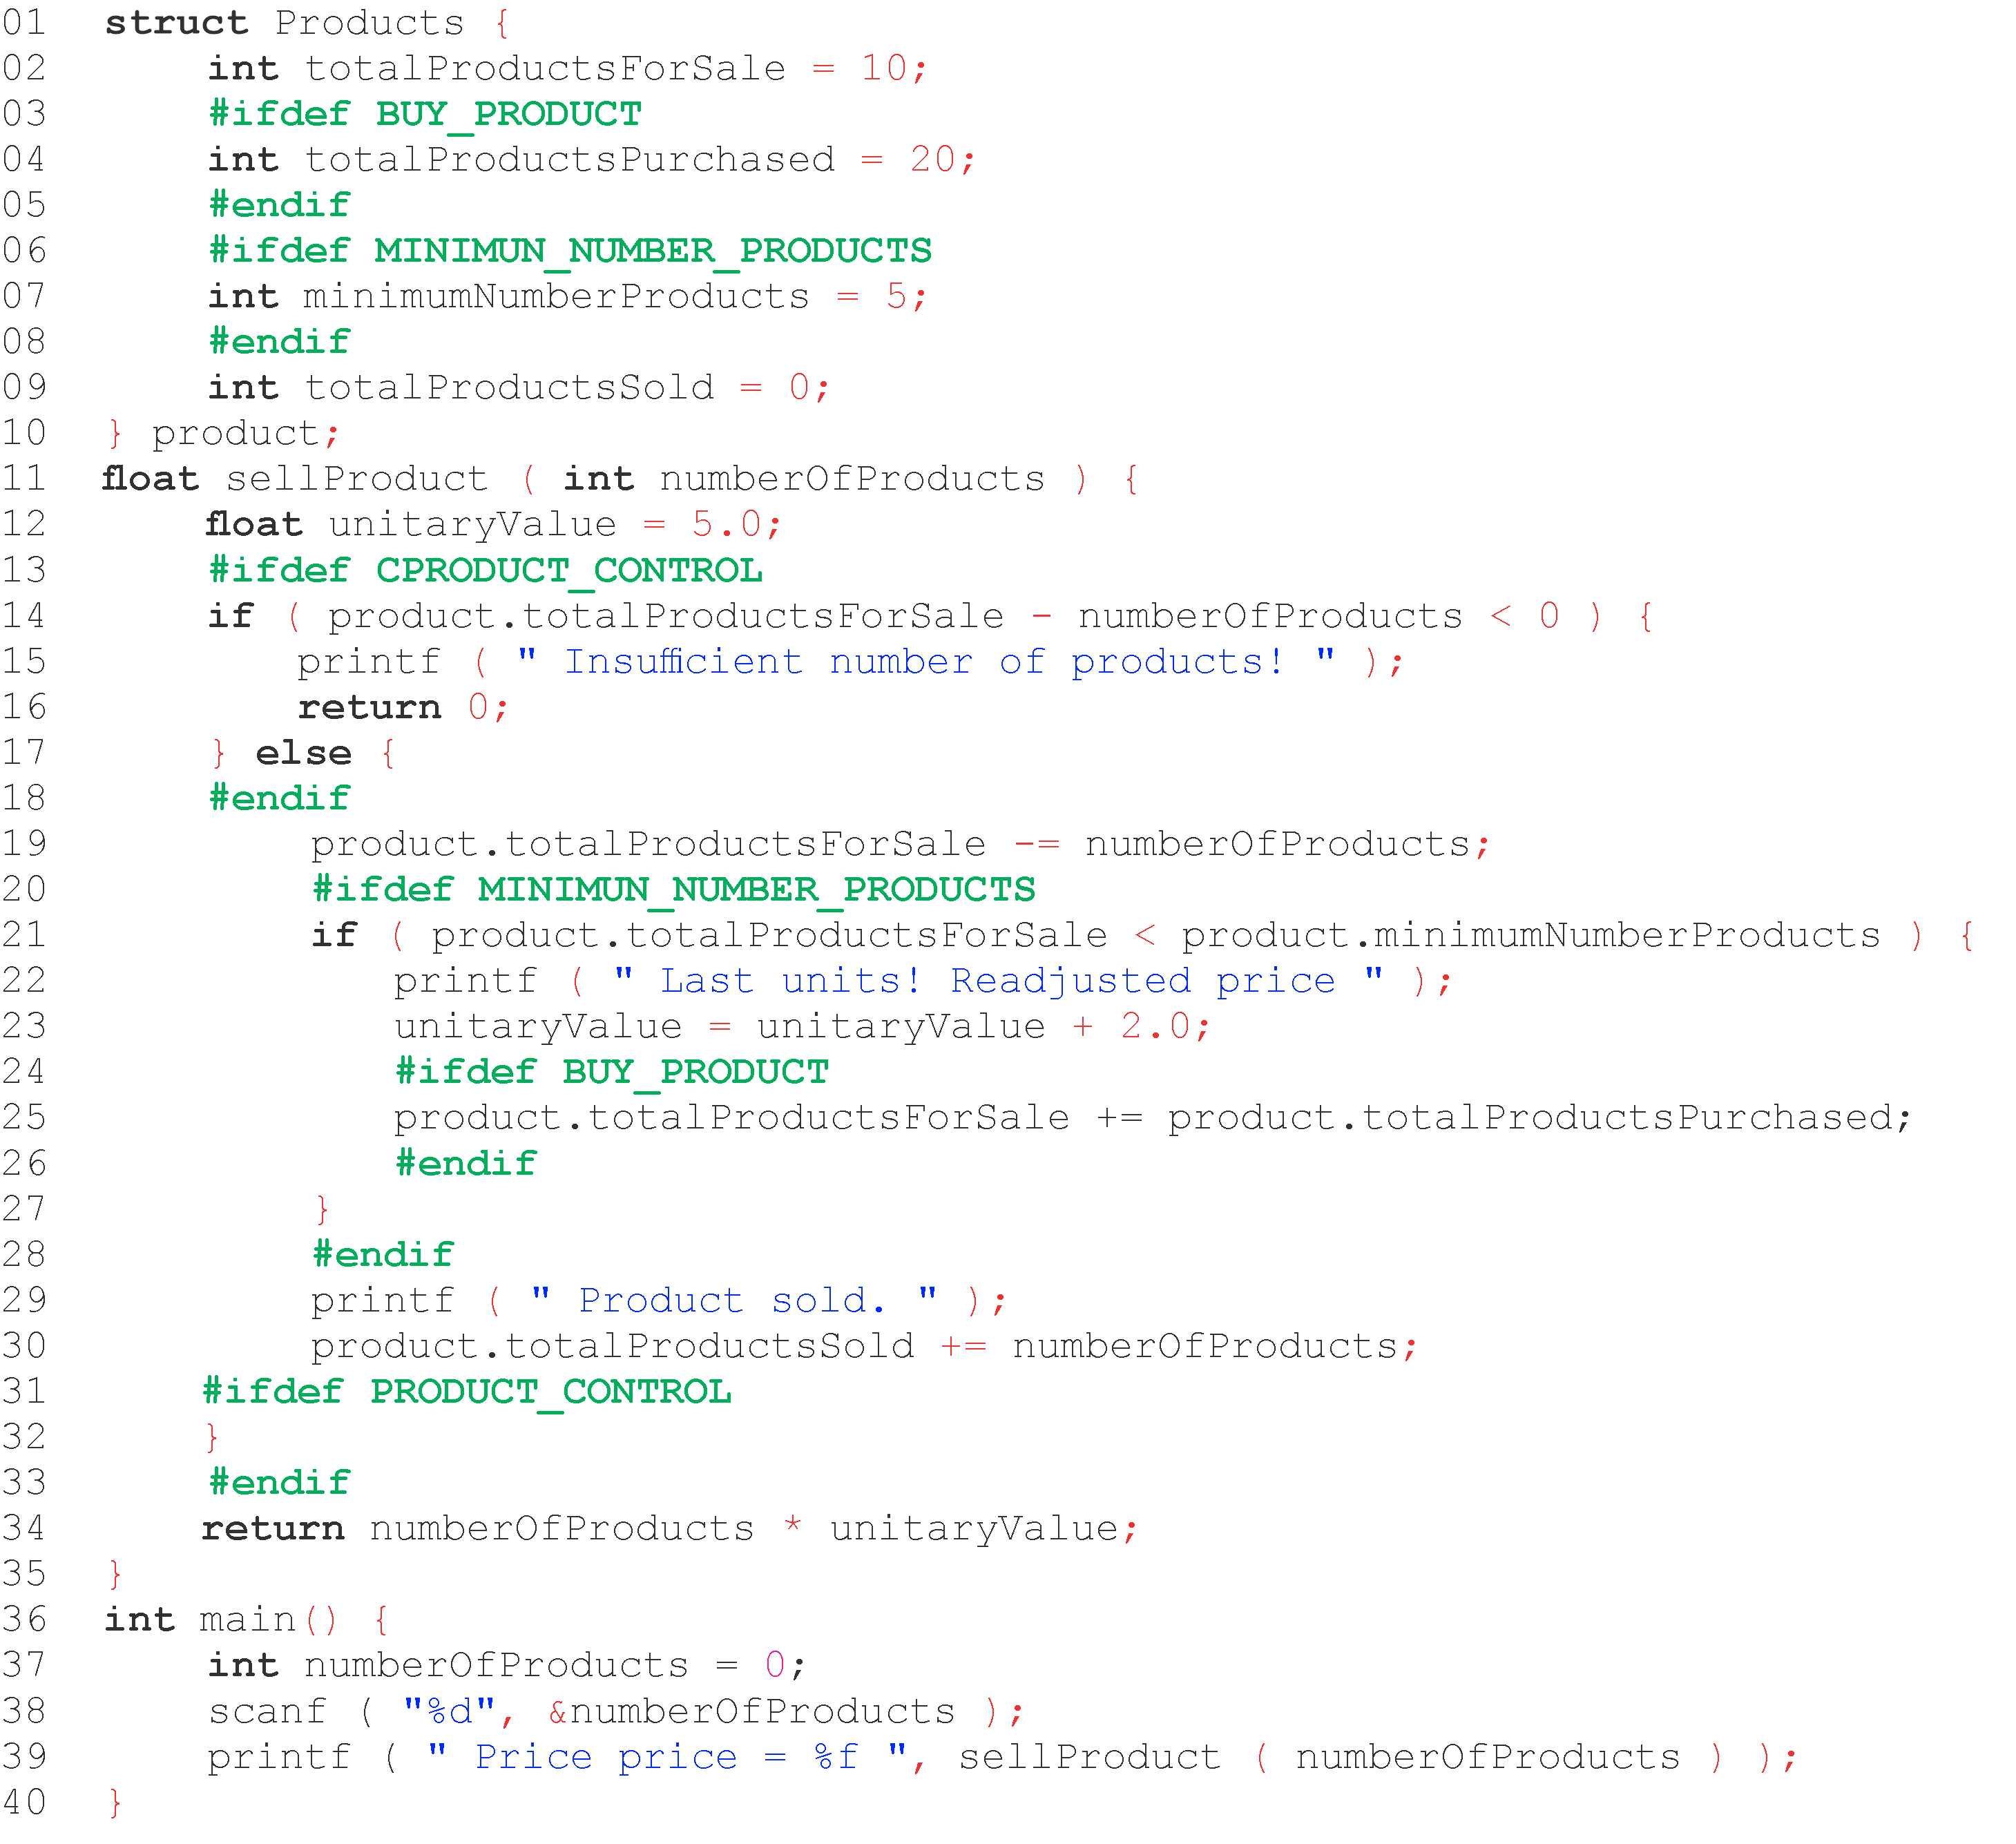 01 struct Products {
02 int totalProductsForSale = 10;
03 #ifdef BUY_PRODUCT
04 int totalProductsPurchased = 20;
05 #endif
06 #ifdef MINIMUN_NUMBER_PRODUCTS
07 int minimumNumberProducts = 5;
08 #endif
09 int totalProductsSold = 0;
10 } product;
11 float sellProduct ( int numberOfProducts ) {
12 float unitaryValue = 5.0;
13 #ifdef CPRODUCT_CONTROL
14 if ( product.totalProductsForSale - numberOfProducts < 0 ) {
15 printf ( " Insufficient number of products! " );
16 return 0;
17 } else {
18 #endif
19 product.totalProductsForSale -= numberOfProducts;
20 #ifdef MINIMUN_NUMBER_PRODUCTS
21 if ( product.totalProductsForSale < product.minimumNumberProducts ) {
22 printf ( " Last units! Readjusted price " );
23 unitaryValue = unitaryValue + 2.0;
24 #ifdef BUY_PRODUCT
25 product.totalProductsForSale += product.totalProductsPurchased;
26 #endif
27 }
28 #endif
29 printf ( " Product sold. " );
30 product.totalProductsSold += numberOfProducts;
31 #ifdef PRODUCT_CONTROL
32 }
33 #endif
34 return numberOfProducts * unitaryValue;
35 }
36 int main() {
37 int numberOfProducts = 0;
38 scanf ( "%d", &numberOfProducts );
39 printf ( " Price price = %f ", sellProduct ( numberOfProducts ) );
40 }